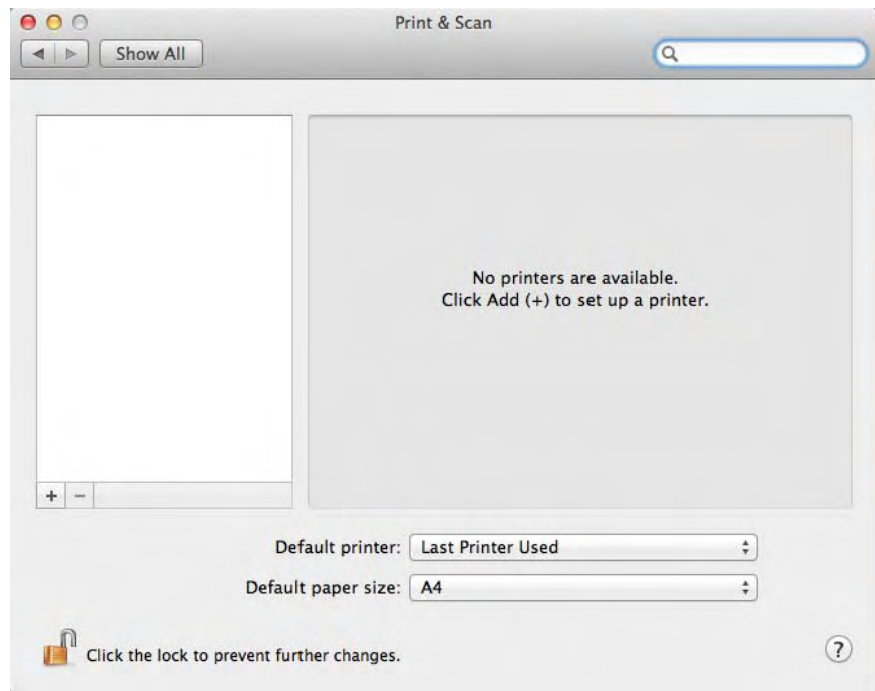 Print & Scan
Show All
No printers are available.
Click Add (+) to set up a printer.
+ −
Default printer: Last Printer Used
Default paper size: A4
Click the lock to prevent further changes.
?